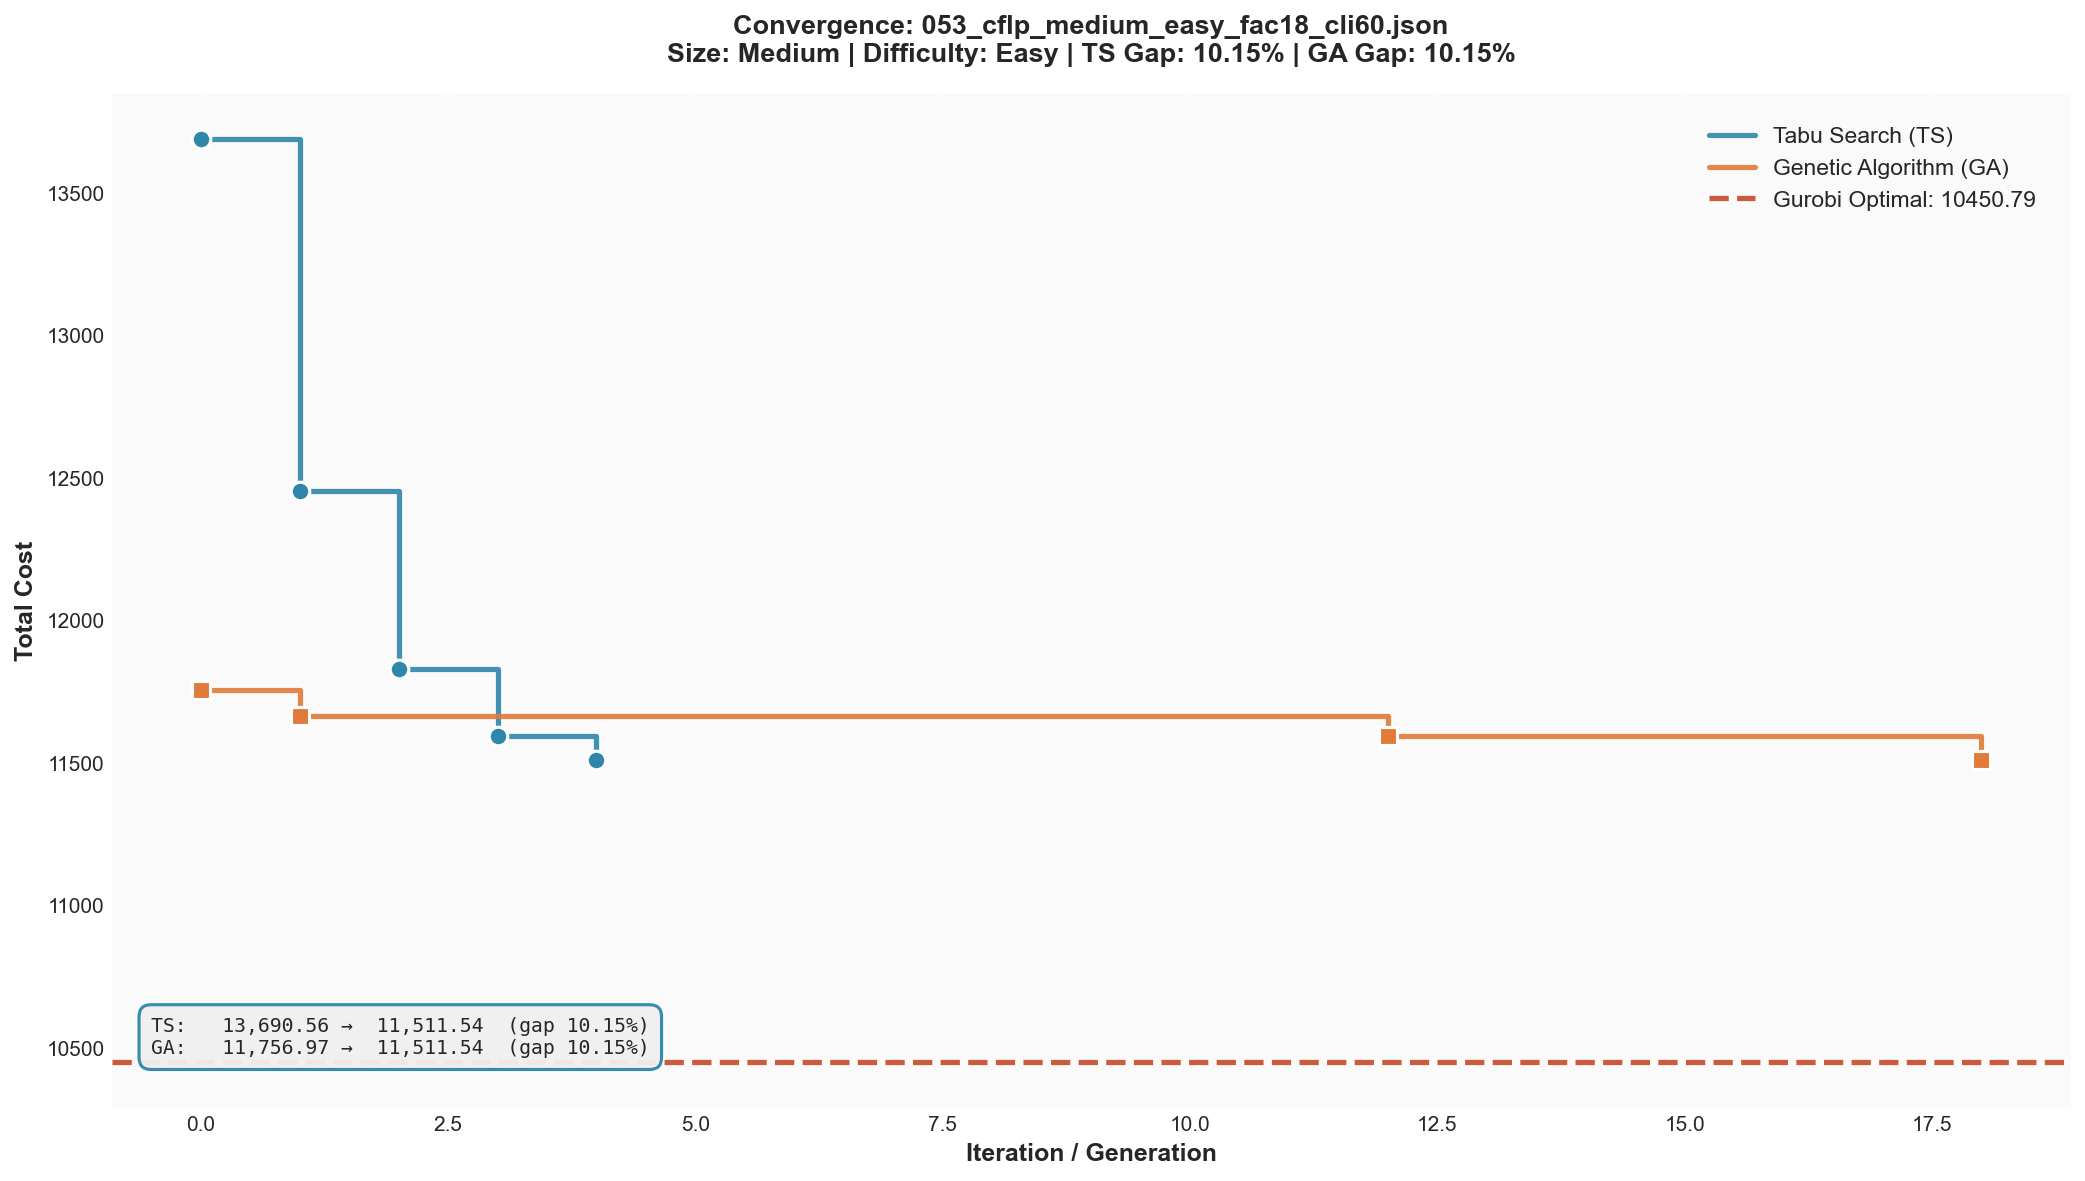 Convergence: 053_cflp_medium_easy_fac18_cli60.json
Size: Medium | Difficulty: Easy | TS Gap: 10.15% | GA Gap: 10.15%
Tabu Search (TS)
Genetic Algorithm (GA)
Gurobi Optimal: 10450.79
Total Cost
13500
13000
12500
12000
11500
11000
10500
TS:   13,690.56 →  11,511.54  (gap 10.15%)
GA:   11,756.97 →  11,511.54  (gap 10.15%)
0.0 2.5 5.0 7.5 10.0 12.5 15.0 17.5
Iteration / Generation